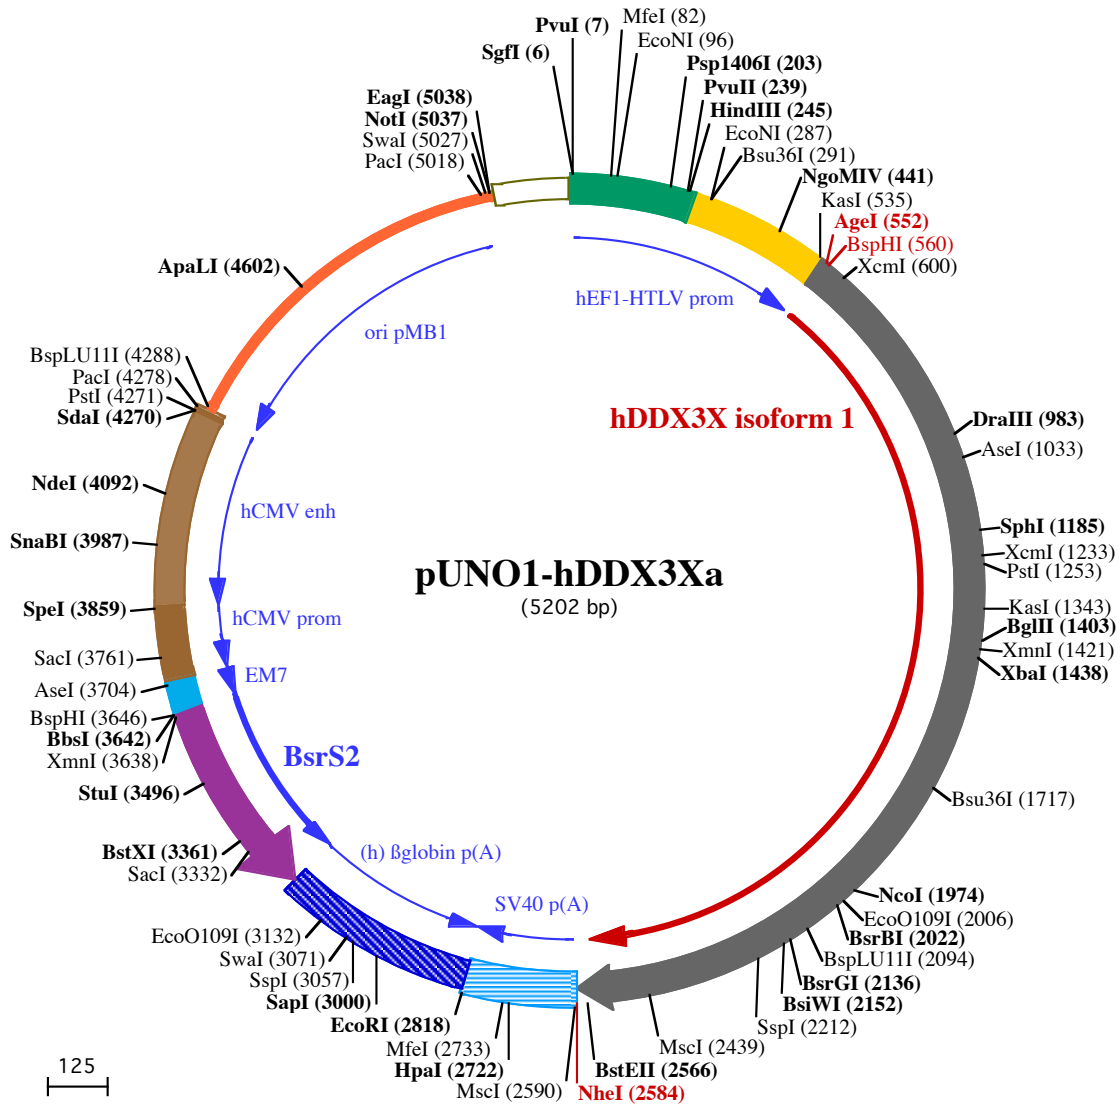 PvuI (7)
MfeI (82)
EcoNI (96)
SgfI (6)
Psp1406I (203)
PvuII (239)
HindIII (245)
EcoNI (287)
Bsu36I (291)
NgoMIV (441)
KasI (535)
AgeI (552)
BspHI (560)
XcmI (600)
EagI (5038)
NotI (5037)
SwaI (5027)
PacI (5018)
ApaLI (4602)
hEF1-HTLV prom
ori pMB1
BspLU11I (4288)
PacI (4278)
PstI (4271)
SdaI (4270)
hDDX3X isoform 1
DraIII (983)
AseI (1033)
NdeI (4092)
hCMV enh
SnaBI (3987)
SphI (1185)
XcmI (1233)
PstI (1253)
pUNO1-hDDX3Xa
(5202 bp)
SpeI (3859)
hCMV prom
KasI (1343)
BglII (1403)
XmnI (1421)
XbaI (1438)
SacI (3761)
EM7
AseI (3704)
BspHI (3646)
BbsI (3642)
XmnI (3638)
BsrS2
StuI (3496)
Bsu36I (1717)
BstXI (3361)
SacI (3332)
(h) ßglobin p(A)
SV40 p(A)
NcoI (1974)
EcoO109I (2006)
BsrBI (2022)
BspLU11I (2094)
BsrGI (2136)
BsiWI (2152)
SspI (2212)
EcoO109I (3132)
SwaI (3071)
SspI (3057)
SapI (3000)
EcoRI (2818)
MfeI (2733)
HpaI (2722)
MscI (2590)
MscI (2439)
BstEII (2566)
NheI (2584)
125